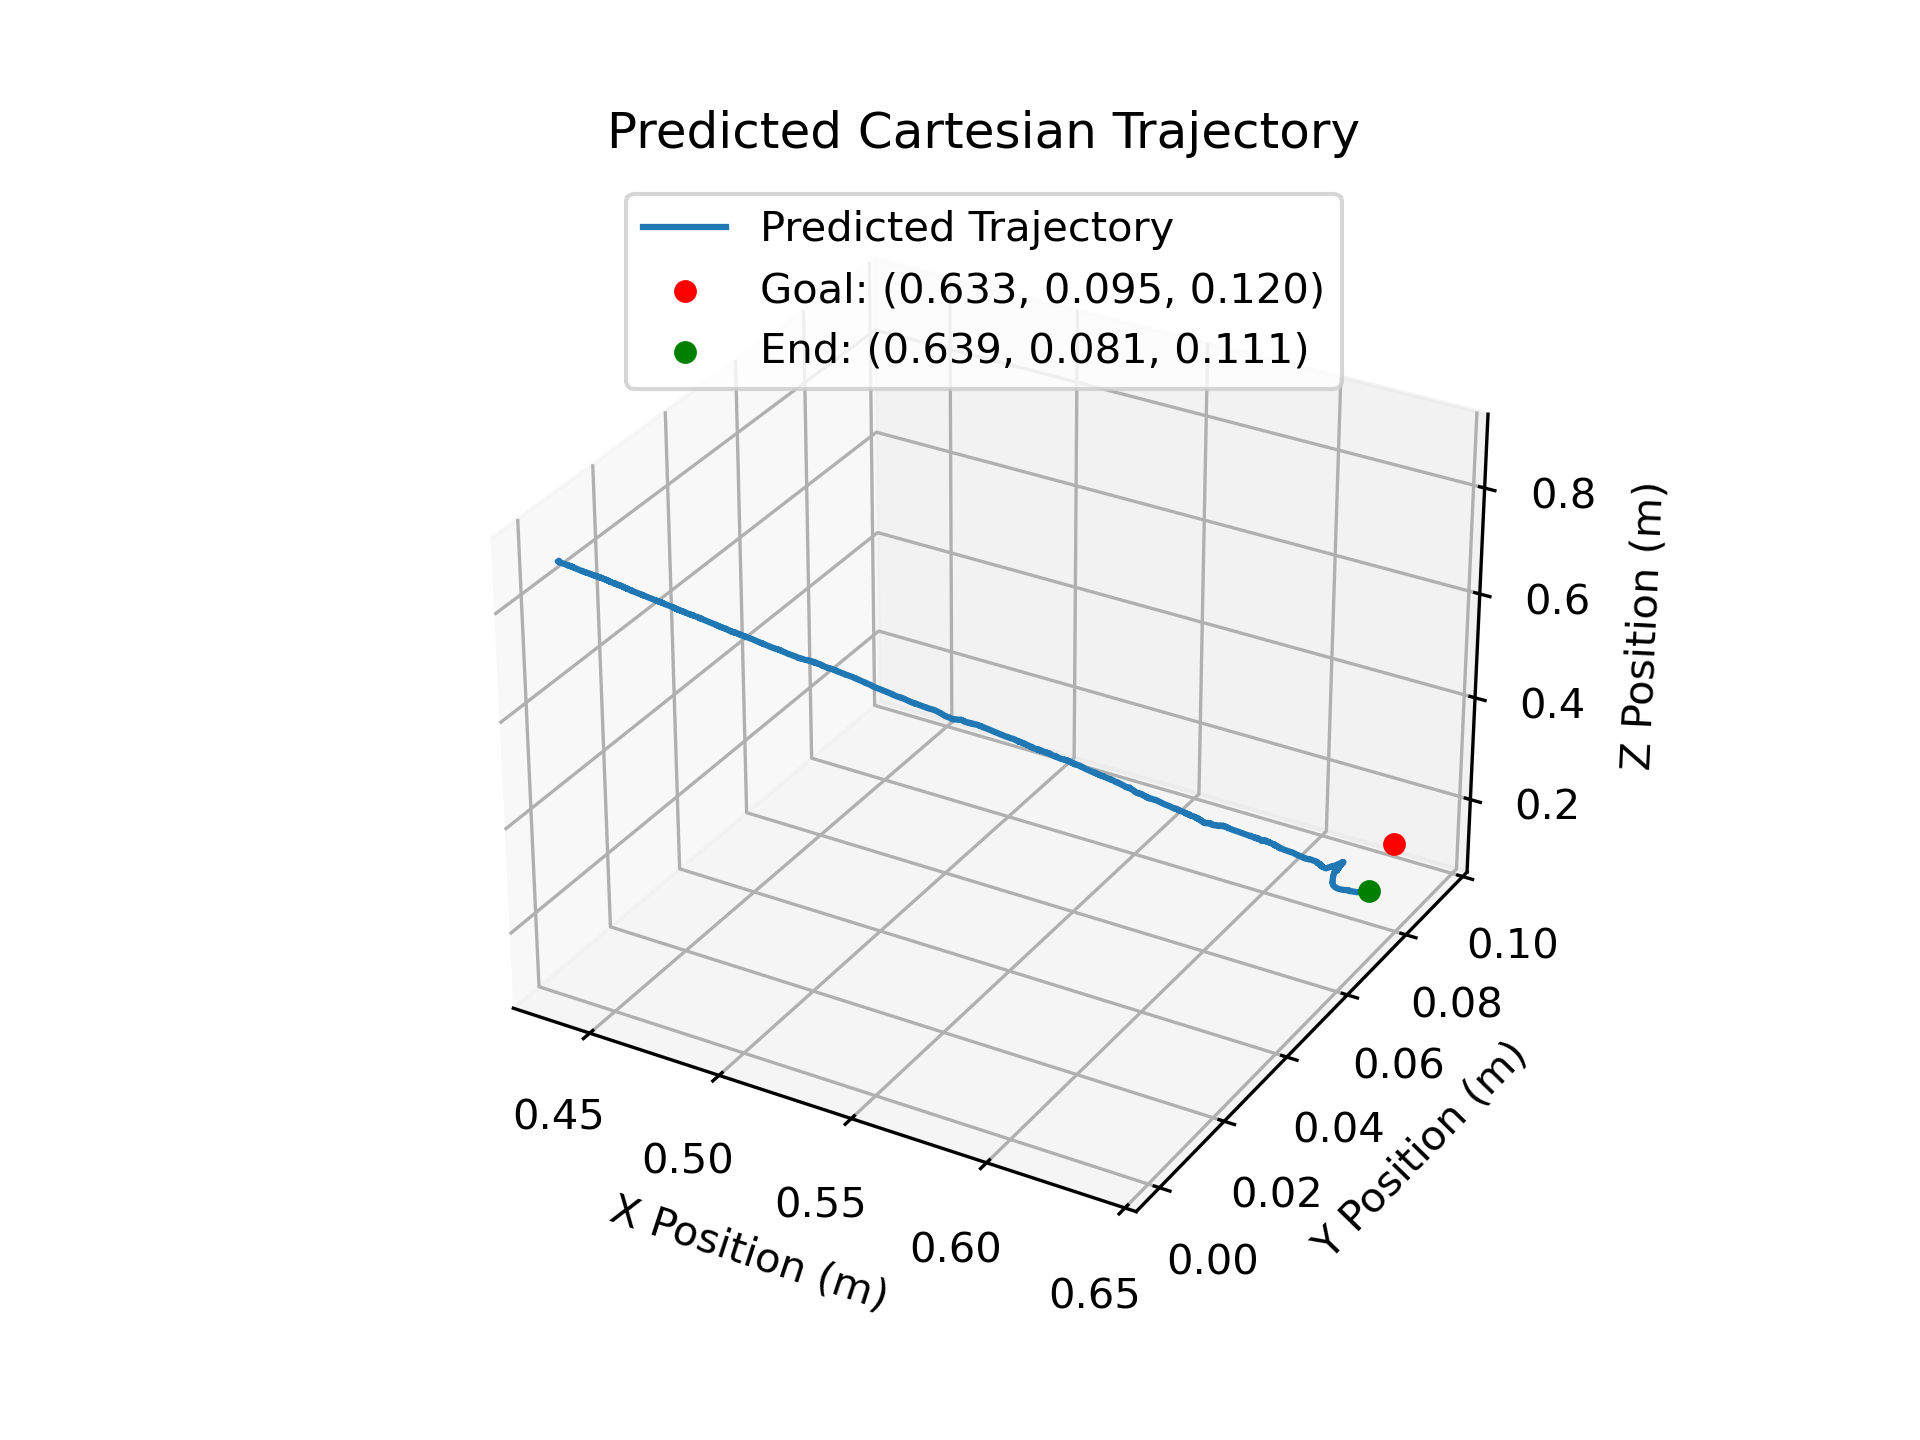 Predicted Cartesian Trajectory
Predicted Trajectory
Goal: (0.633, 0.095, 0.120)
End: (0.639, 0.081, 0.111)
0.8
0.6
0.4
0.2
Z Position (m)
0.10
0.08
0.06
0.04
0.02
0.00
Y Position (m)
0.45
0.50
0.55
0.60
0.65
X Position (m)